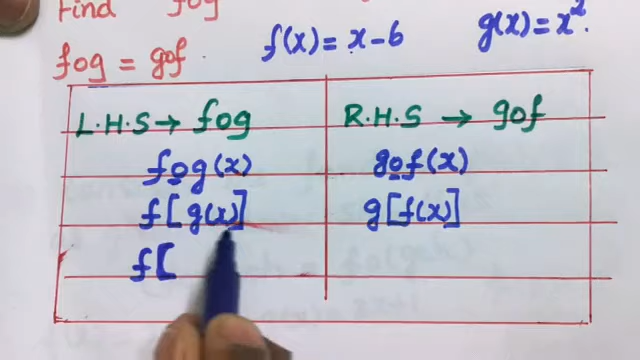 Find fog
f(x) = x-6 g(x) = x².
fog = gof
L.H.S → fog
fog(x)
f[g(x)]
f[
R.H.S → gof
gof(x)
g[f(x)]